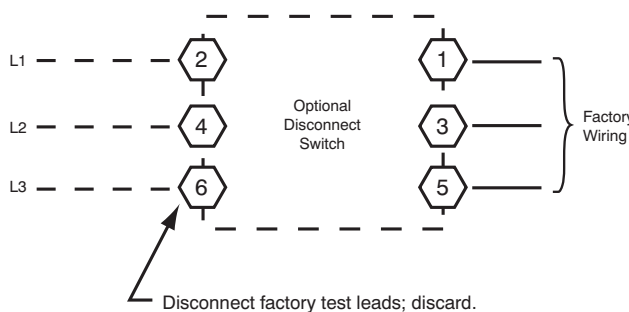 L1
2
1
L2
4
Optional
Disconnect
Switch
3
Factory
Wiring
L3
6
5
Disconnect factory test leads; discard.